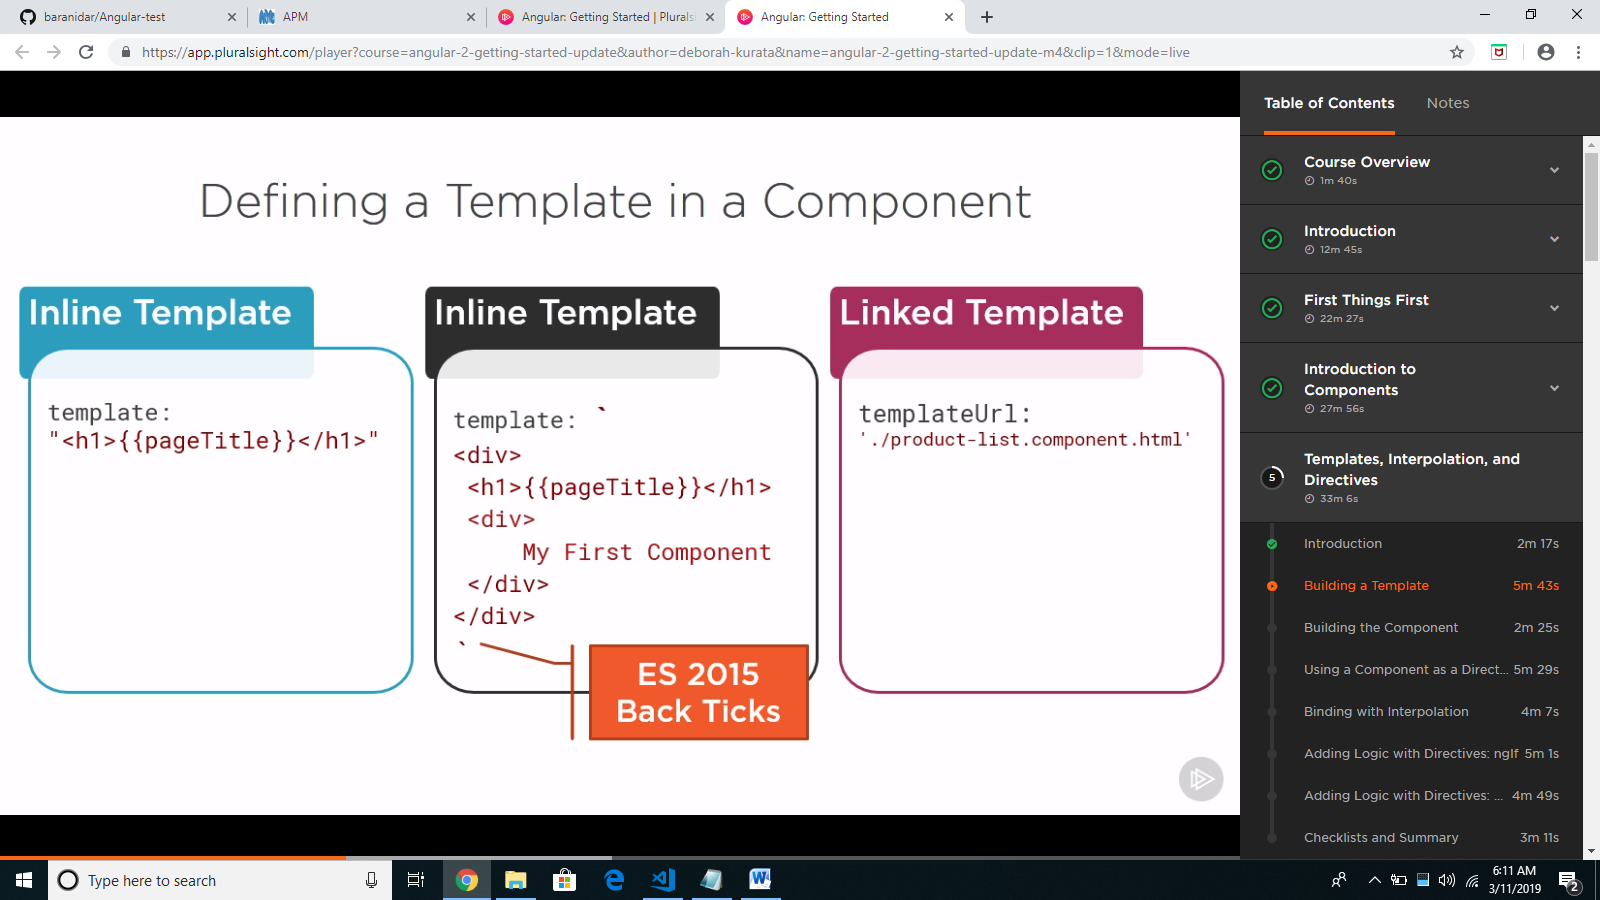 baranidar/Angular-test
APM
Angular: Getting Started | Plurals
Angular: Getting Started
https://app.pluralsight.com/player?course=angular-2-getting-started-update&author=deborah-kurata&name=angular-2-getting-started-update-m4&clip=1&mode=live
Defining a Template in a Component
Inline Template
template:
"<h1>{{pageTitle}}</h1>"
Inline Template
template: `
<div>
<h1>{{pageTitle}}</h1>
<div>
My First Component
</div>
</div>
`
ES 2015
Back Ticks
Linked Template
templateUrl:
'./product-list.component.html'
Table of Contents Notes
Course Overview
1m 40s
Introduction
12m 45s
First Things First
22m 27s
Introduction to
Components
27m 56s
5
Templates, Interpolation, and
Directives
33m 6s
Introduction 2m 17s
Building a Template 5m 43s
Building the Component 2m 25s
Using a Component as a Direct... 5m 29s
Binding with Interpolation 4m 7s
Adding Logic with Directives: ngIf 5m 1s
Adding Logic with Directives: ... 4m 49s
Checklists and Summary 3m 11s
Type here to search
6:11 AM
3/11/2019
2